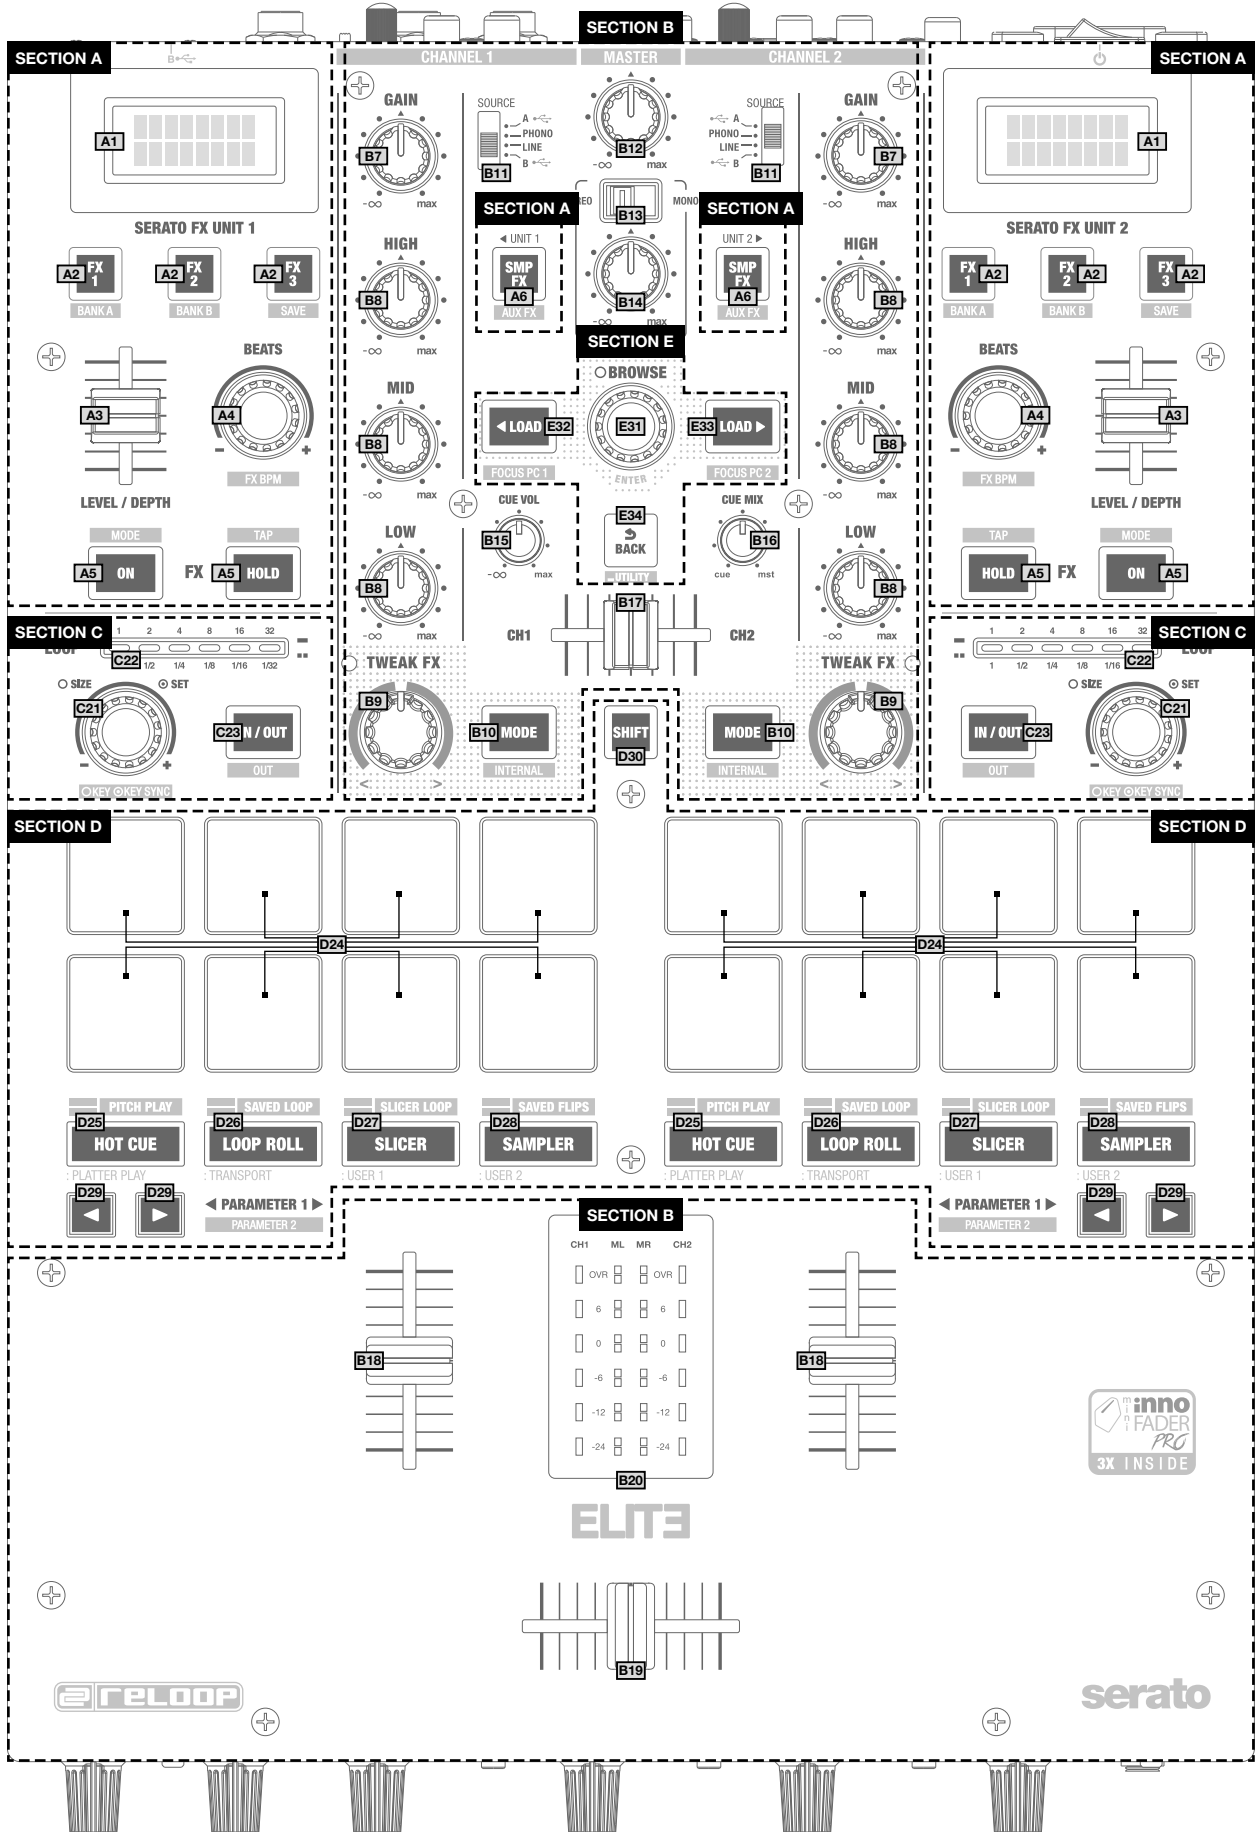 SECTION B
SECTION A
SECTION A
B
CHANNEL 1
MASTER
CHANNEL 2
GAIN
SOURCE
A
PHONO
LINE
B
B7
B11
B12
-∞ max
SOURCE
A
PHONO
LINE
B
B11
GAIN
B7
A1
A1
-∞ max
-∞ max
B13
MONO
SECTION A
SECTION A
SERATO FX UNIT 1
SERATO FX UNIT 2
HIGH
UNIT 1
UNIT 2
HIGH
FX 1
A2
FX 2
A2
FX 3
A2
BANK A
BANK B
SAVE
SMP FX
A6
AUX FX
B14
-∞ max
SMP FX
A6
AUX FX
FX 1
A2
FX 2
A2
FX 3
A2
BANK A
BANK B
SAVE
B8
B8
-∞ max
-∞ max
SECTION E
BEATS
BROWSE
BEATS
MID
MID
A3
A4
- +
FX BPM
B8
LOAD
E32
E31
E33
LOAD
B8
A4
- +
FX BPM
A3
FOCUS PC 1
ENTER
FOCUS PC 2
-∞ max
-∞ max
LEVEL / DEPTH
LEVEL / DEPTH
CUE VOL
CUE MIX
MODE
TAP
LOW
E34
BACK
UTILITY
LOW
TAP
MODE
B15
-∞ max
B16
cue mst
A5
ON
FX
A5
HOLD
HOLD
A5
FX
ON
A5
B8
B8
-∞ max
-∞ max
B17
CH1
CH2
SECTION C
SECTION C
1 2 4 8 16 32
C22
1/2 1/4 1/8 1/16 1/32
1 2 4 8 16 32
C22
1 1/2 1/4 1/8 1/16
LOOP
TWEAK FX
TWEAK FX
SIZE
SET
SIZE
SET
C21
- +
C23
IN / OUT
OUT
KEY KEY SYNC
B9
< >
B10
MODE
INTERNAL
SHIFT
D30
MODE
B10
INTERNAL
B9
< >
IN / OUT
C23
OUT
C21
- +
KEY KEY SYNC
SECTION D
SECTION D
D24
D24
PITCH PLAY
SAVED LOOP
SLICER LOOP
SAVED FLIPS
PITCH PLAY
SAVED LOOP
SLICER LOOP
SAVED FLIPS
D25
D26
D27
D28
D25
D26
D27
D28
HOT CUE
LOOP ROLL
SLICER
SAMPLER
HOT CUE
LOOP ROLL
SLICER
SAMPLER
: PLATTER PLAY
: TRANSPORT
: USER 1
: USER 2
: PLATTER PLAY
: TRANSPORT
: USER 1
: USER 2
D29
D29
PARAMETER 1
PARAMETER 2
PARAMETER 1
PARAMETER 2
D29
D29
SECTION B
CH1 ML MR CH2
OVR OVR
6 6
0 0
-6 -6
-12 -12
-24 -24
B18
B18
B20
mini inno
FADER
PRO
3X INSIDE
ELITE
B19
reloop
serato